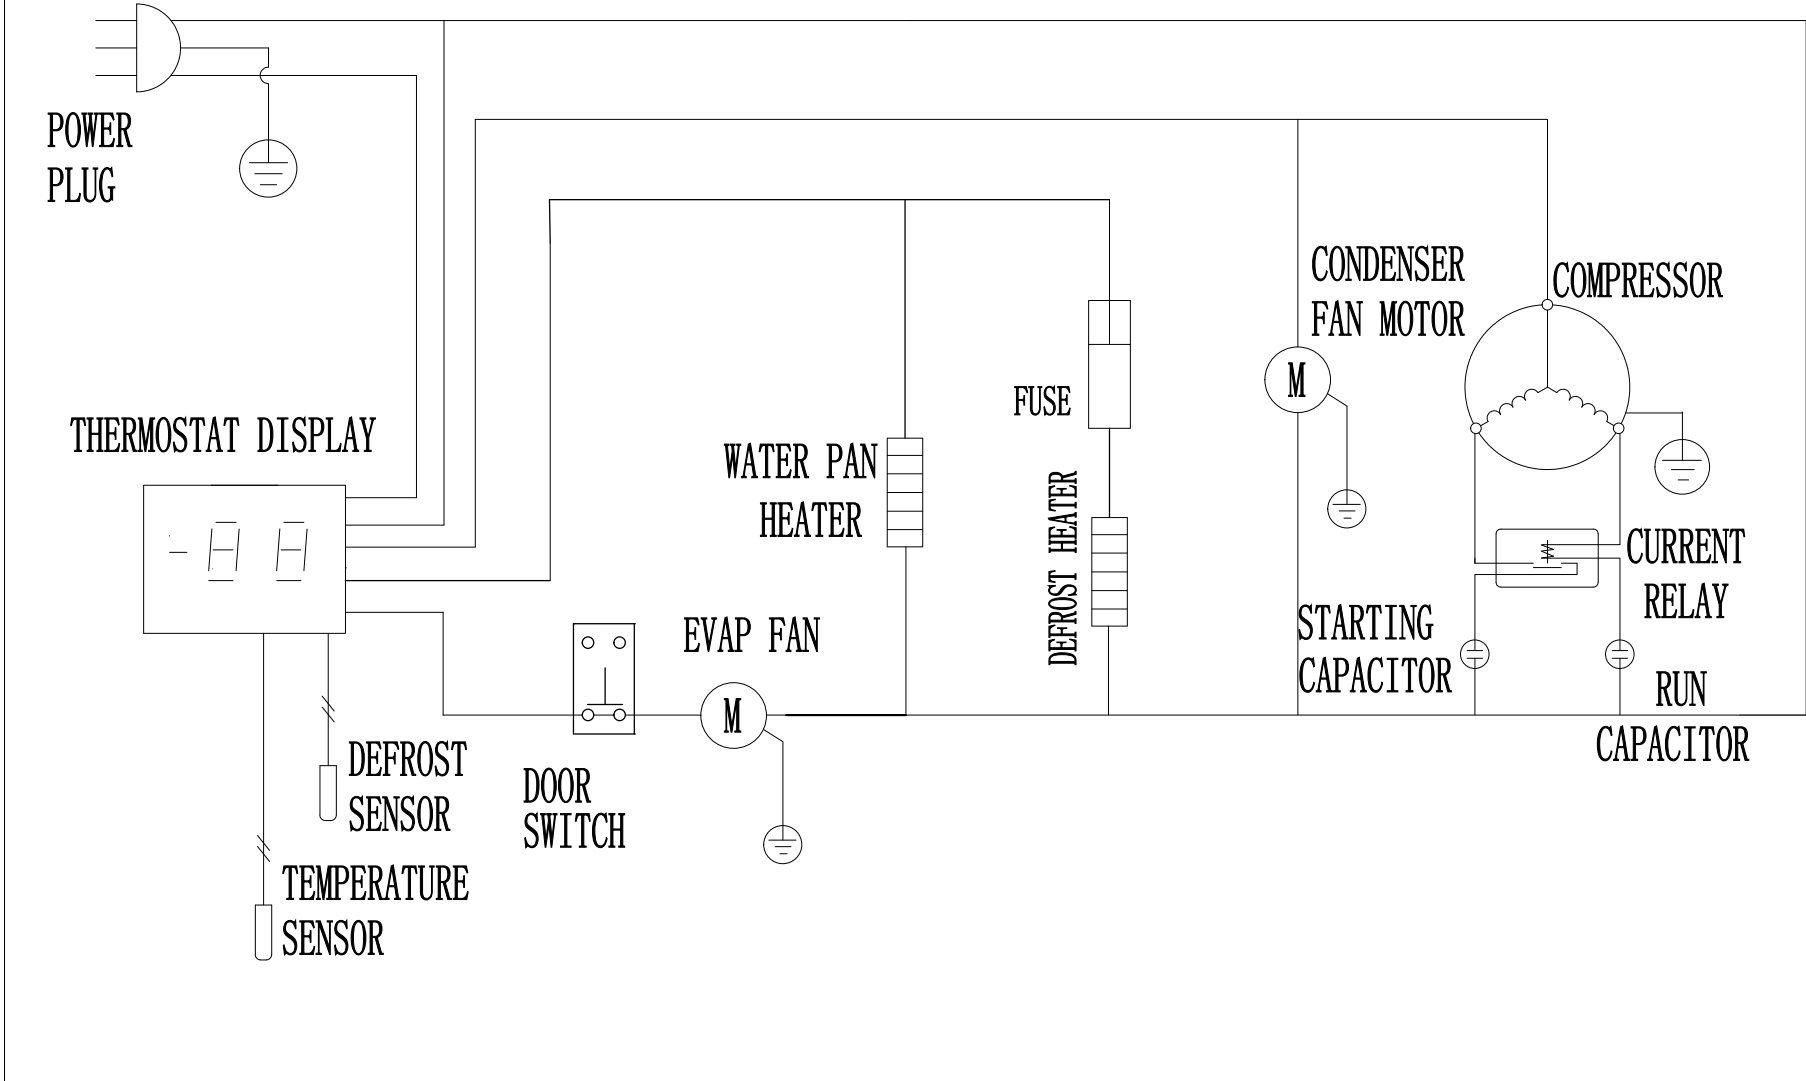 POWER
PLUG
CONDENSER
FAN MOTOR
COMPRESSOR
M
FUSE
THERMOSTAT DISPLAY
WATER PAN
HEATER
DEFROST HEATER
-88
CURRENT
RELAY
STARTING
CAPACITOR
EVAP FAN
M
RUN
CAPACITOR
DEFROST
SENSOR
DOOR
SWITCH
TEMPERATURE
SENSOR